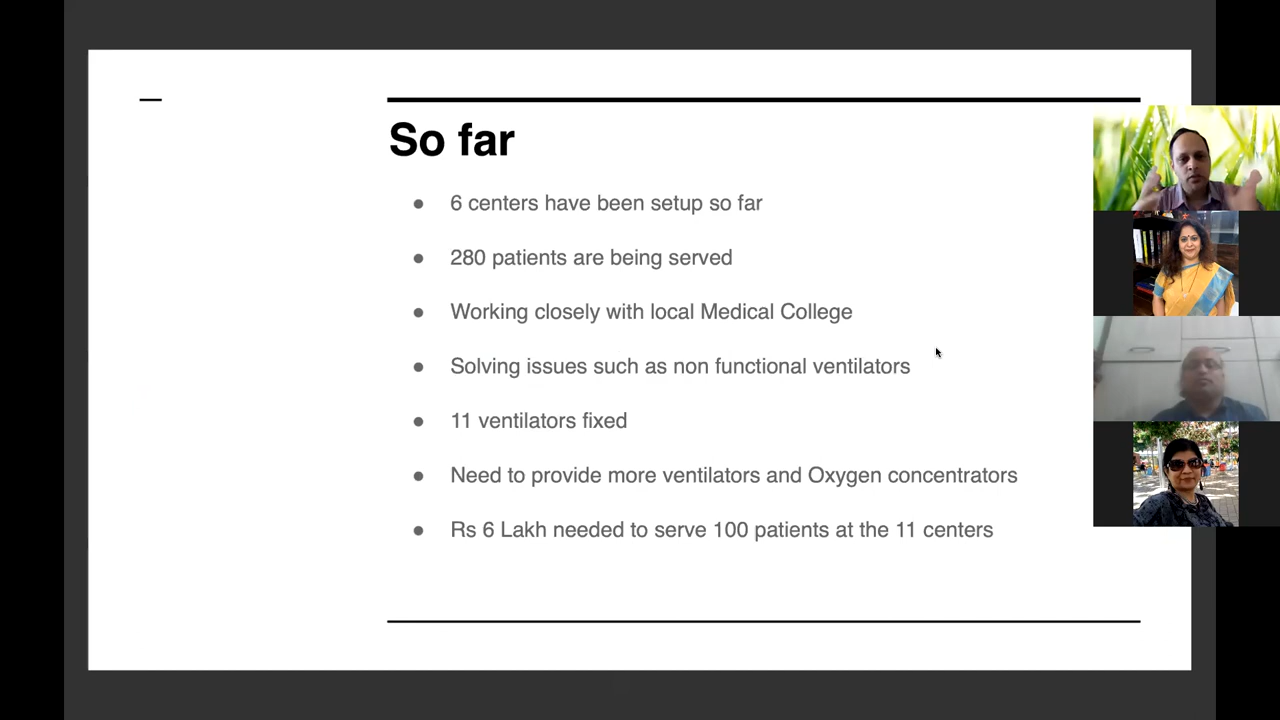 So far
6 centers have been setup so far
280 patients are being served
Working closely with local Medical College
Solving issues such as non functional ventilators
11 ventilators fixed
Need to provide more ventilators and Oxygen concentrators
Rs 6 Lakh needed to serve 100 patients at the 11 centers